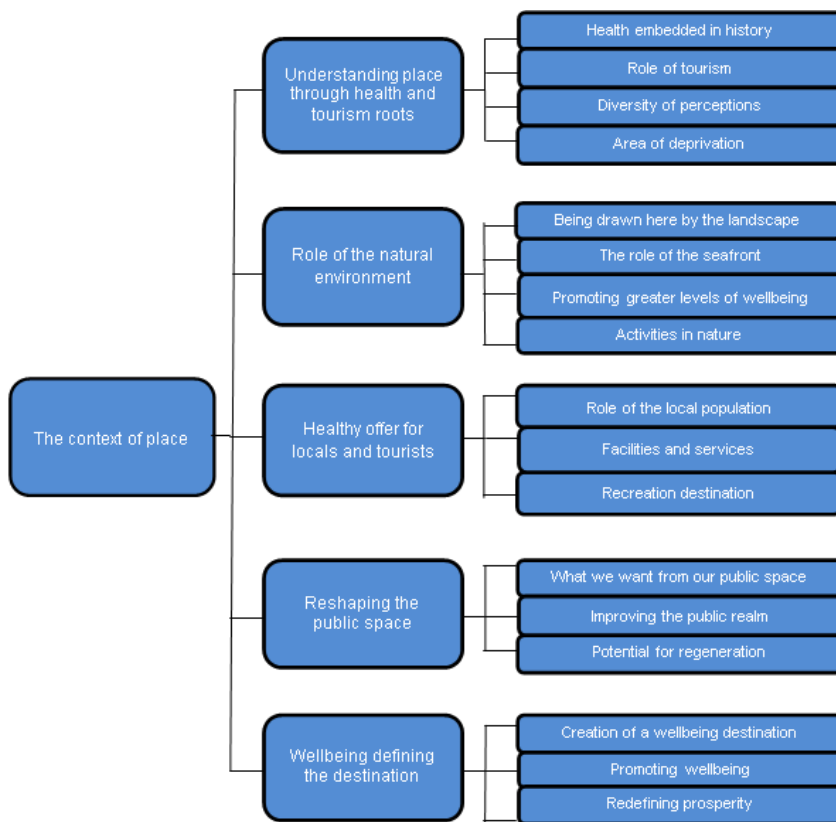 The context of place
Understanding place
through health and
tourism roots
Health embedded in history
Role of tourism
Diversity of perceptions
Area of deprivation
Role of the natural
environment
Being drawn here by the landscape
The role of the seafront
Promoting greater levels of wellbeing
Activities in nature
Healthy offer for
locals and tourists
Role of the local population
Facilities and services
Recreation destination
Reshaping the
public space
What we want from our public space
Improving the public realm
Potential for regeneration
Wellbeing defining
the destination
Creation of a wellbeing destination
Promoting wellbeing
Redefining prosperity